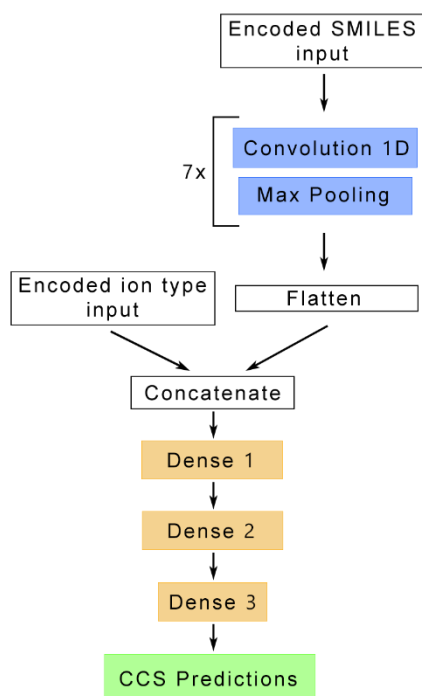 Encoded SMILES
input
7x
Convolution 1D
Max Pooling
Encoded ion type
input
Flatten
Concatenate
Dense 1
Dense 2
Dense 3
CCS Predictions